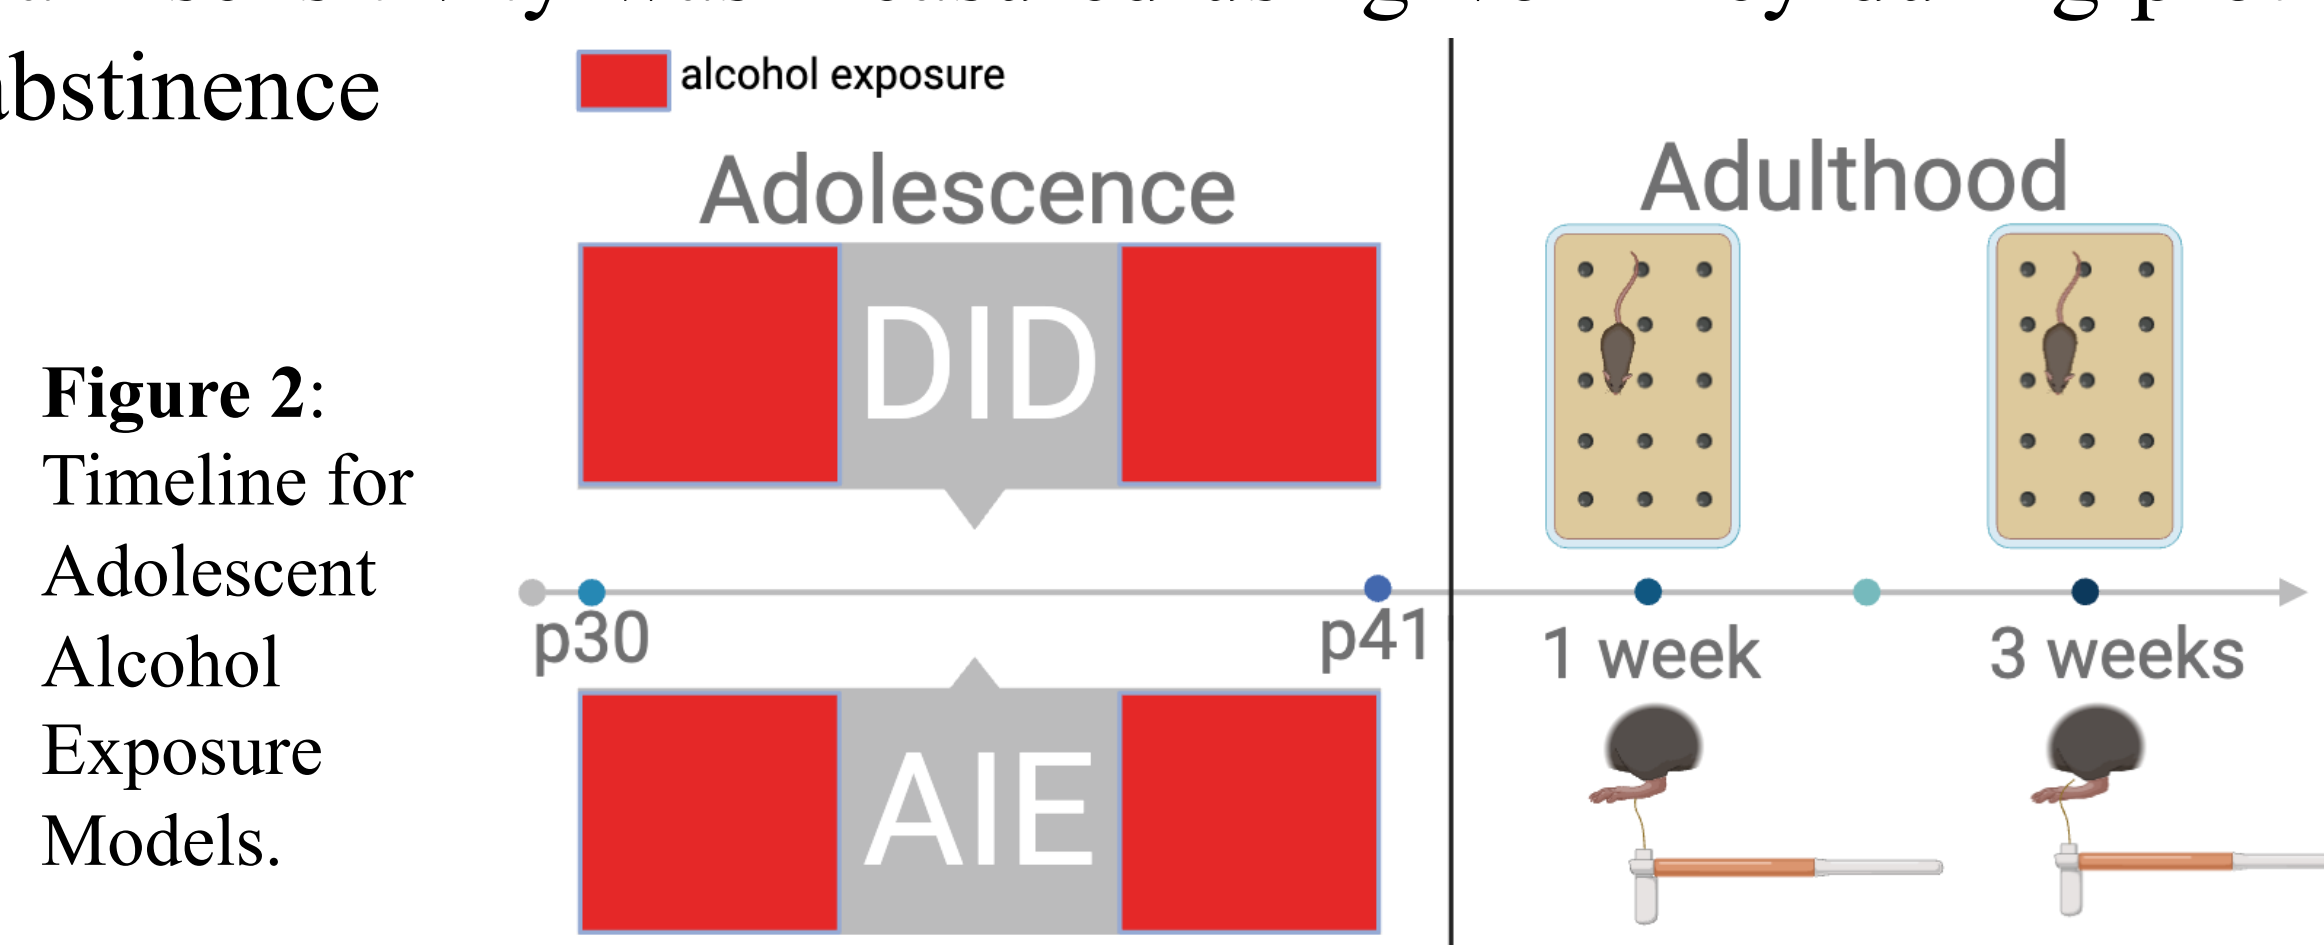 abstinence
alcohol exposure
Adolescence
Adulthood
DID
Figure 2:
Timeline for
Adolescent
Alcohol
Exposure
Models.
p30
p41
1 week
3 weeks
AIE